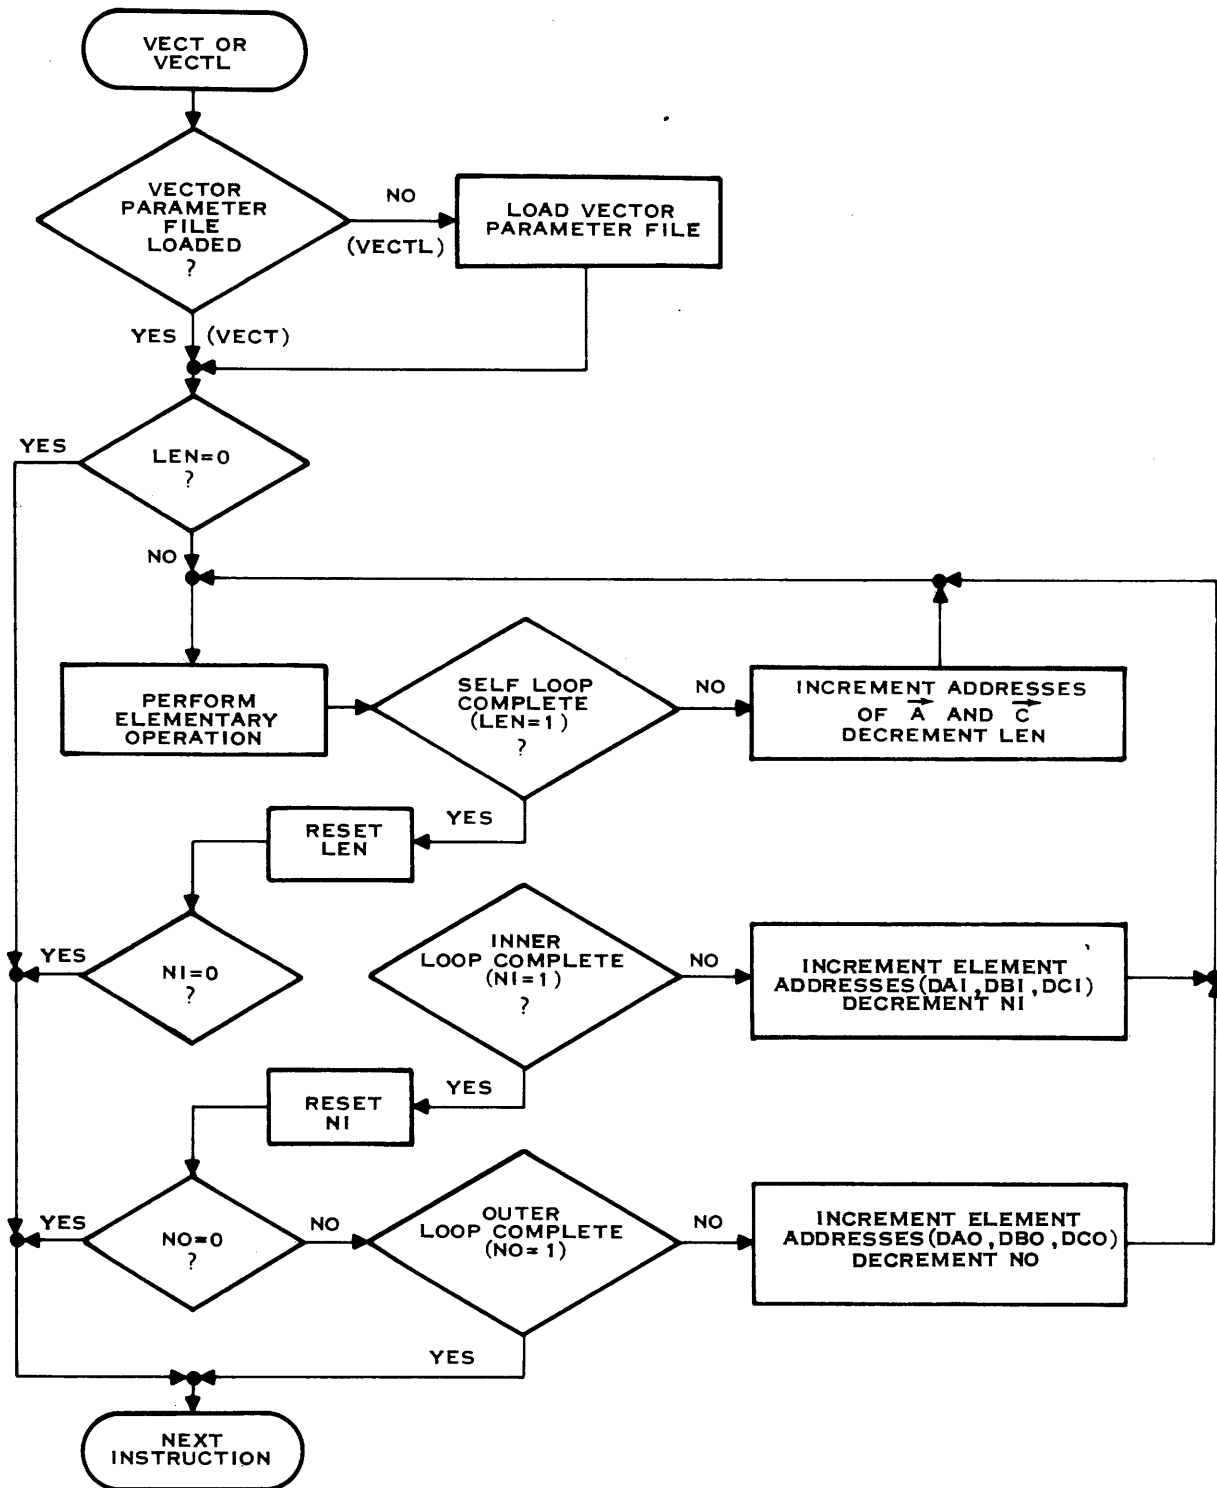 VECT OR
VECTL
VECTOR
PARAMETER
FILE
LOADED
?
NO
(VECTL)
LOAD VECTOR
PARAMETER FILE
YES (VECT)
YES
LEN=0
?
NO
PERFORM
ELEMENTARY
OPERATION
SELF LOOP
COMPLETE
(LEN=1)
?
NO
INCREMENT ADDRESSES
OF A AND C
DECREMENT LEN
YES
RESET
LEN
YES
NI=0
?
INNER
LOOP COMPLETE
(NI=1)
?
NO
INCREMENT ELEMENT
ADDRESSES(DAI,DBI,DCI)
DECREMENT NI
YES
RESET
NI
YES
NO=0
?
NO
OUTER
LOOP COMPLETE
(NO=1)
NO
INCREMENT ELEMENT
ADDRESSES(DAO,DBO,DCO)
DECREMENT NO
YES
NEXT
INSTRUCTION